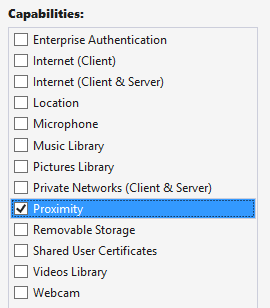 Capabilities:
Enterprise Authentication
Internet (Client)
Internet (Client & Server)
Location
Microphone
Music Library
Pictures Library
Private Networks (Client & Server)
Proximity
Removable Storage
Shared User Certificates
Videos Library
Webcam